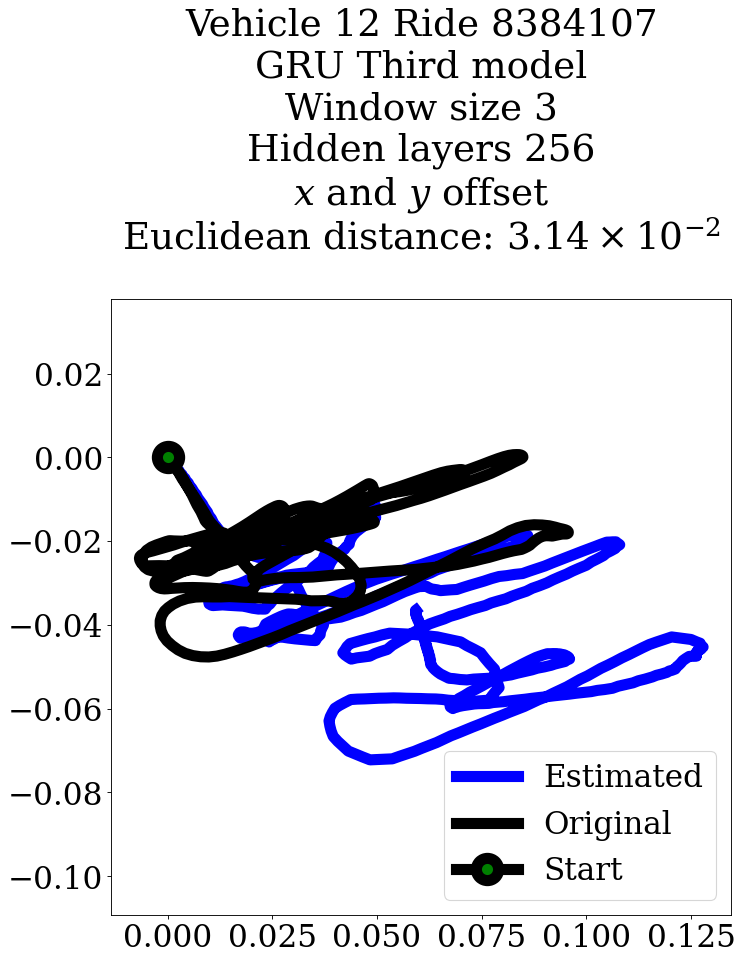 Vehicle 12 Ride 8384107
GRU Third model
Window size 3
Hidden layers 256
x and y offset
Euclidean distance: 3.14 × 10⁻²
0.02
0.00
−0.02
−0.04
−0.06
−0.08
−0.10
Estimated
Original
Start
0.000 0.025 0.050 0.075 0.100 0.125